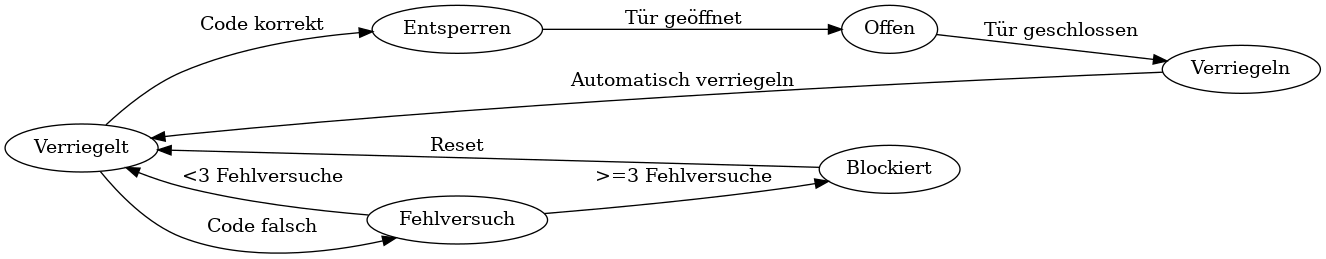 Code korrekt
Entsperren
Tür geöffnet
Offen
Tür geschlossen
Verriegeln
Automatisch verriegeln
Verriegelt
Reset
Blockiert
<3 Fehlversuche
>=3 Fehlversuche
Code falsch
Fehlversuch